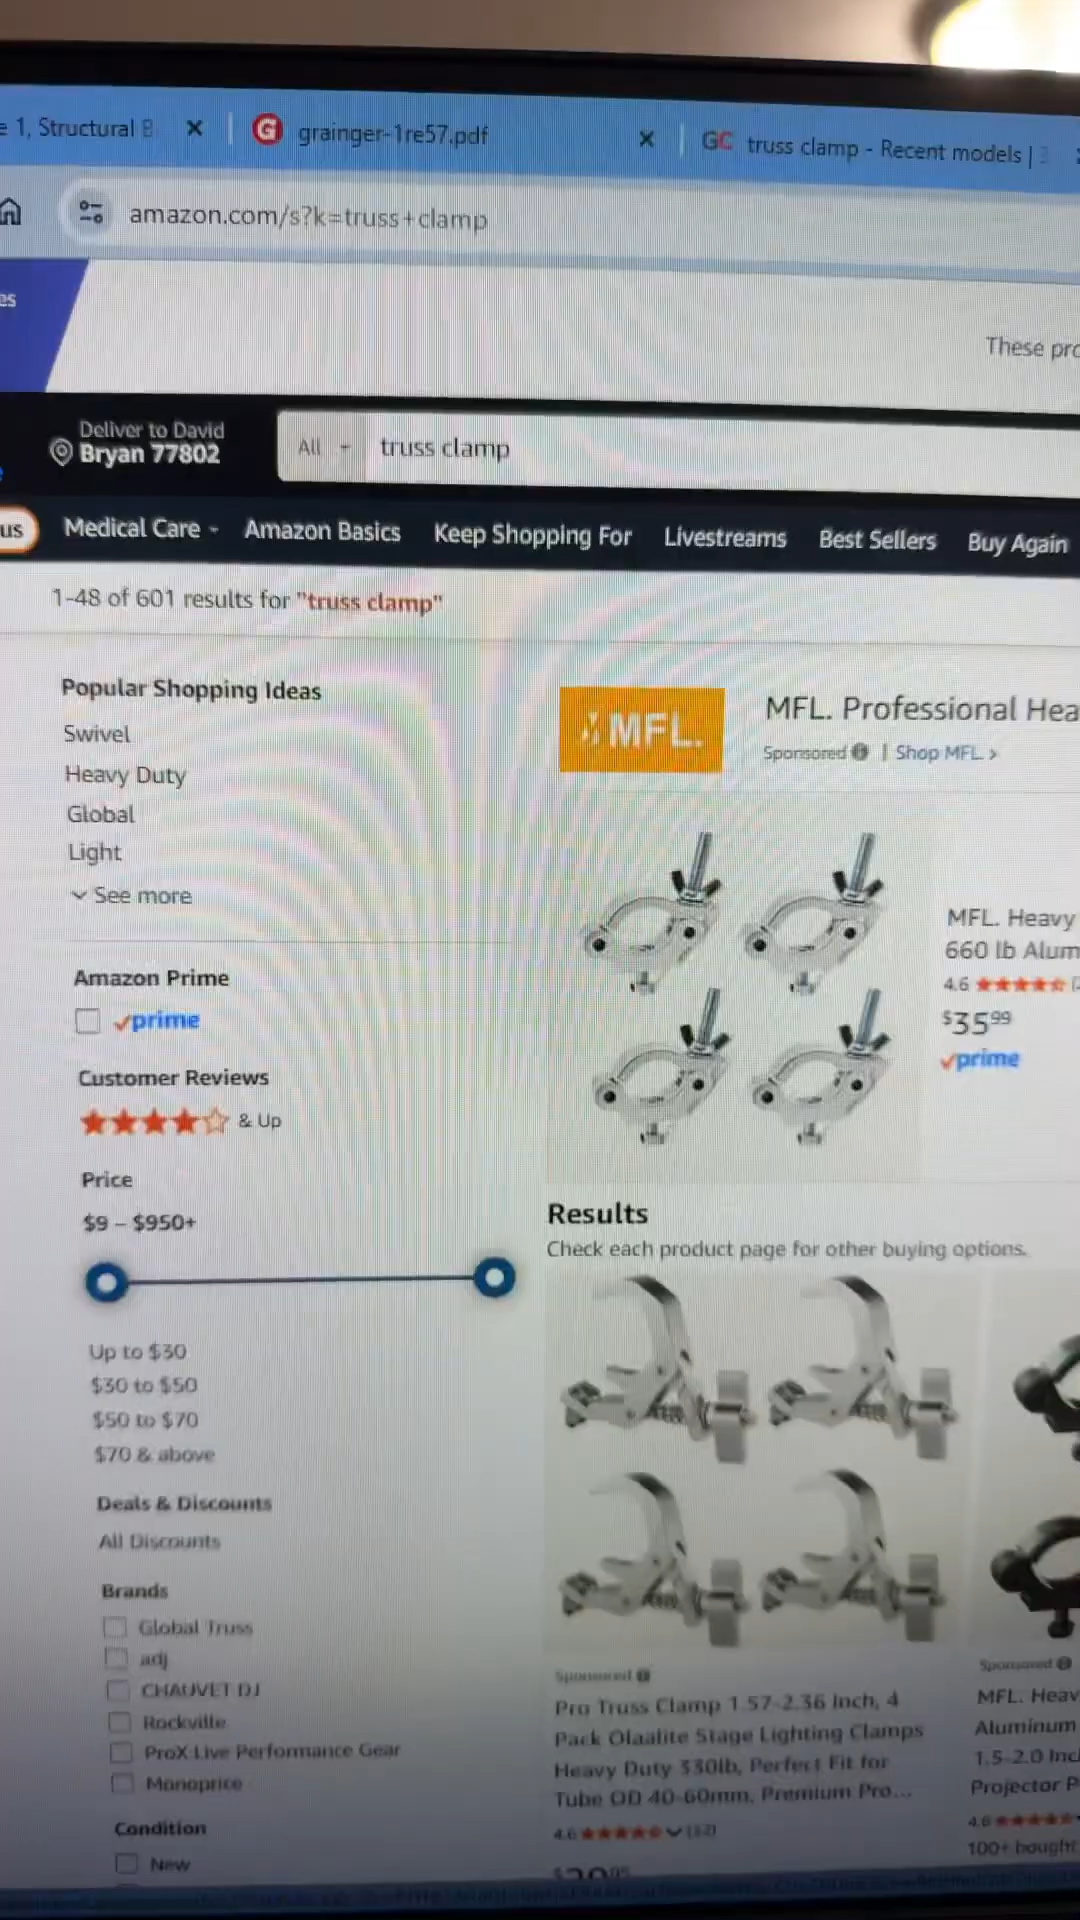 e 1, Structural B
grainger-1re57.pdf
GC truss clamp - Recent models |
amazon.com/s?k=truss+clamp
es
These pro
Deliver to David
Bryan 77802
All
truss clamp
us
Medical Care
Amazon Basics
Keep Shopping For
Livestreams
Best Sellers
Buy Again
1-48 of 601 results for "truss clamp"
Popular Shopping Ideas
Swivel
Heavy Duty
Global
Light
See more
Amazon Prime
prime
Customer Reviews
& Up
Price
$9 – $950+
Up to $30
$30 to $50
$50 to $70
$70 & above
Deals & Discounts
All Discounts
Brands
Global Truss
adj
CHAUVET DJ
Rockville
ProX Live Performance Gear
Monoprice
Condition
New
MFL.
MFL. Professional Hea
Sponsored | Shop MFL. >
MFL. Heavy
660 lb Alum
4.6
$35.99
prime
Results
Check each product page for other buying options.
Sponsored
Pro Truss Clamp 1.57-2.36 Inch, 4
Pack Olaalite Stage Lighting Clamps
Heavy Duty 330lb, Perfect Fit for
Tube OD 40-60mm, Premium Pro...
4.6
Sponsored
MFL. Heav
Aluminum
1.5-2.0 Inc
Projector P
4.6
100+ bought